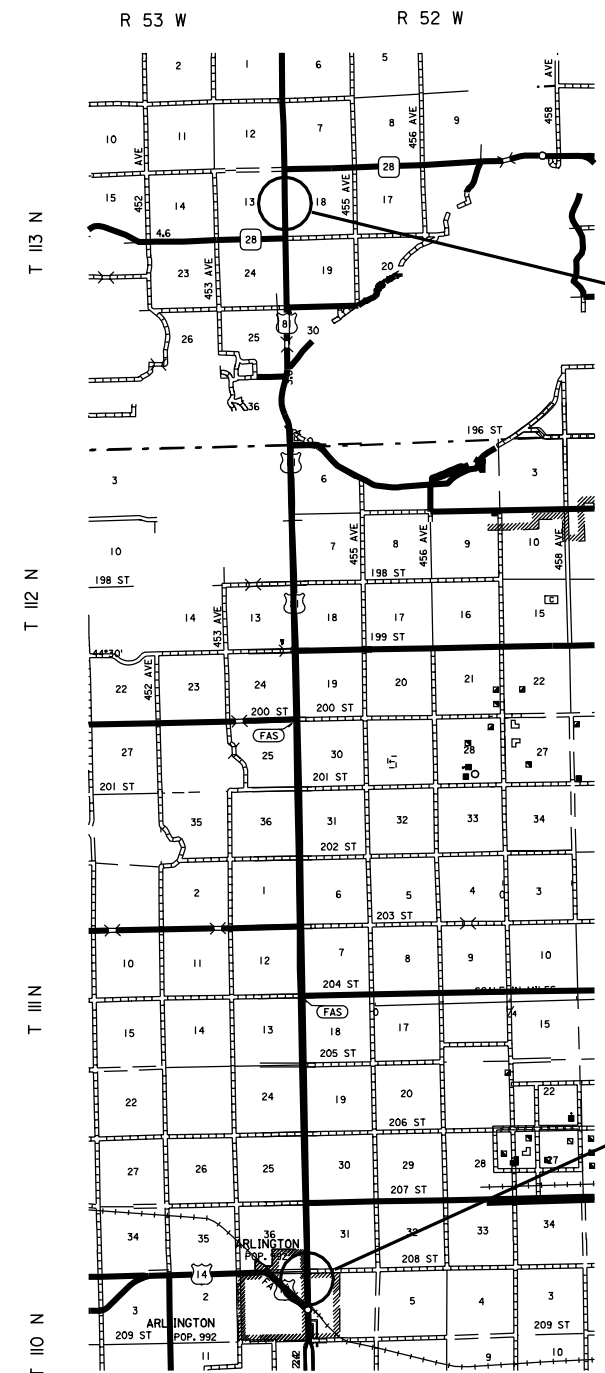 R 53 W R 52 W
2 1 6 5 AVE
458
10 11 12 7 8 9
452 AVE 456 AVE
28
15 14 13 18 17
455 AVE
T 113 N
4.6 28
23 24 19 20
453 AVE
26 25 30
36
196 ST
3 6 3
7 8 9 10
455 AVE 456 AVE 458 AVE
10
198 ST 198 ST
T 112 N
14 13 18 17 16 15
453 AVE
C
199 ST
44°30'
22 23 24 19 20 21 22
452 AVE
200 ST 200 ST
FAS
27 25 30 28 27
201 ST 201 ST
35 36 31 32 33 34
202 ST
2 1 6 5 4 3
203 ST
10 11 12 7 8 9 10
204 ST
T 111 N
FAS
15 14 13 18 17 15
205 ST
22 24 19 20 22
206 ST
27 26 25 30 29 28 27
207 ST
34 35 36 31 32 33 34
ARLINGTON
POP. 992
208 ST
14
3 2 5 4 3
T 110 N
ARLINGTON
209 ST POP. 992 209 ST
11 9 10